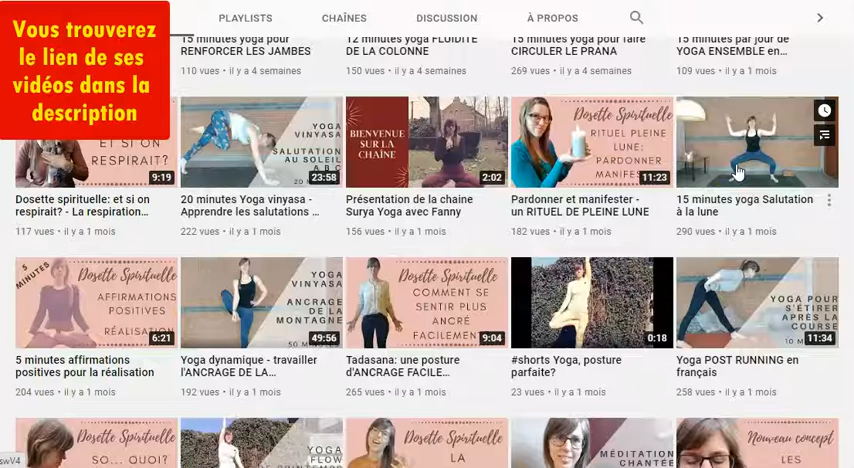 Vous trouverez
le lien de ses
vidéos dans la
description
PLAYLISTS
CHAÎNES
DISCUSSION
À PROPOS
15 minutes yoga pour
RENFORCER LES JAMBES
110 vues • il y a 4 semaines
12 minutes yoga FLUIDITE
DE LA COLONNE
150 vues • il y a 4 semaines
15 minutes yoga pour faire
CIRCULER LE PRANA
269 vues • il y a 4 semaines
15 minutes par jour de
YOGA ENSEMBLE en...
109 vues • il y a 1 mois
ET SI ON
RESPIRAIT?
9:19
Dosette spirituelle: et si on
respirait? - La respiration...
117 vues • il y a 1 mois
YOGA
VINYASA
SALUTATION
AU SOLEIL
A B C
23:58
20 minutes Yoga vinyasa -
Apprendre les salutations ...
222 vues • il y a 1 mois
BIENVENUE
SUR LA
CHAÎNE
2:02
Présentation de la chaine
Surya Yoga avec Fanny
156 vues • il y a 1 mois
Dosette Spirituelle
RITUEL PLEINE
LUNE:
PARDONNER
MANIFES
11:23
Pardonner et manifester -
un RITUEL DE PLEINE LUNE
182 vues • il y a 1 mois
15 minutes yoga Salutation
à la lune
290 vues • il y a 1 mois
5 MINUTES
Dosette Spirituelle
AFFIRMATIONS
POSITIVES
RÉALISATION
6:21
5 minutes affirmations
positives pour la réalisation
204 vues • il y a 1 mois
YOGA
VINYASA
ANCRAGE
DE LA
MONTAGNE
49:56
Yoga dynamique - travailler
l'ANCRAGE DE LA...
192 vues • il y a 1 mois
Dosette Spirituelle
COMMENT SE
SENTIR PLUS
ANCRÉ
FACILEMEN
9:04
Tadasana: une posture
d'ANCRAGE FACILE...
265 vues • il y a 1 mois
0:18
#shorts Yoga, posture
parfaite?
23 vues • il y a 1 mois
YOGA POUR
S'ÉTIRER
APRÈS LA
COURSE
10 M
11:34
Yoga POST RUNNING en
français
258 vues • il y a 1 mois
Dosette Spirituelle
SO... QUOI?
YOGA
FLOW
Dosette Spirituelle
LA
MÉDITATION
CHANTÉE
Nouveau concept
LES
swV4